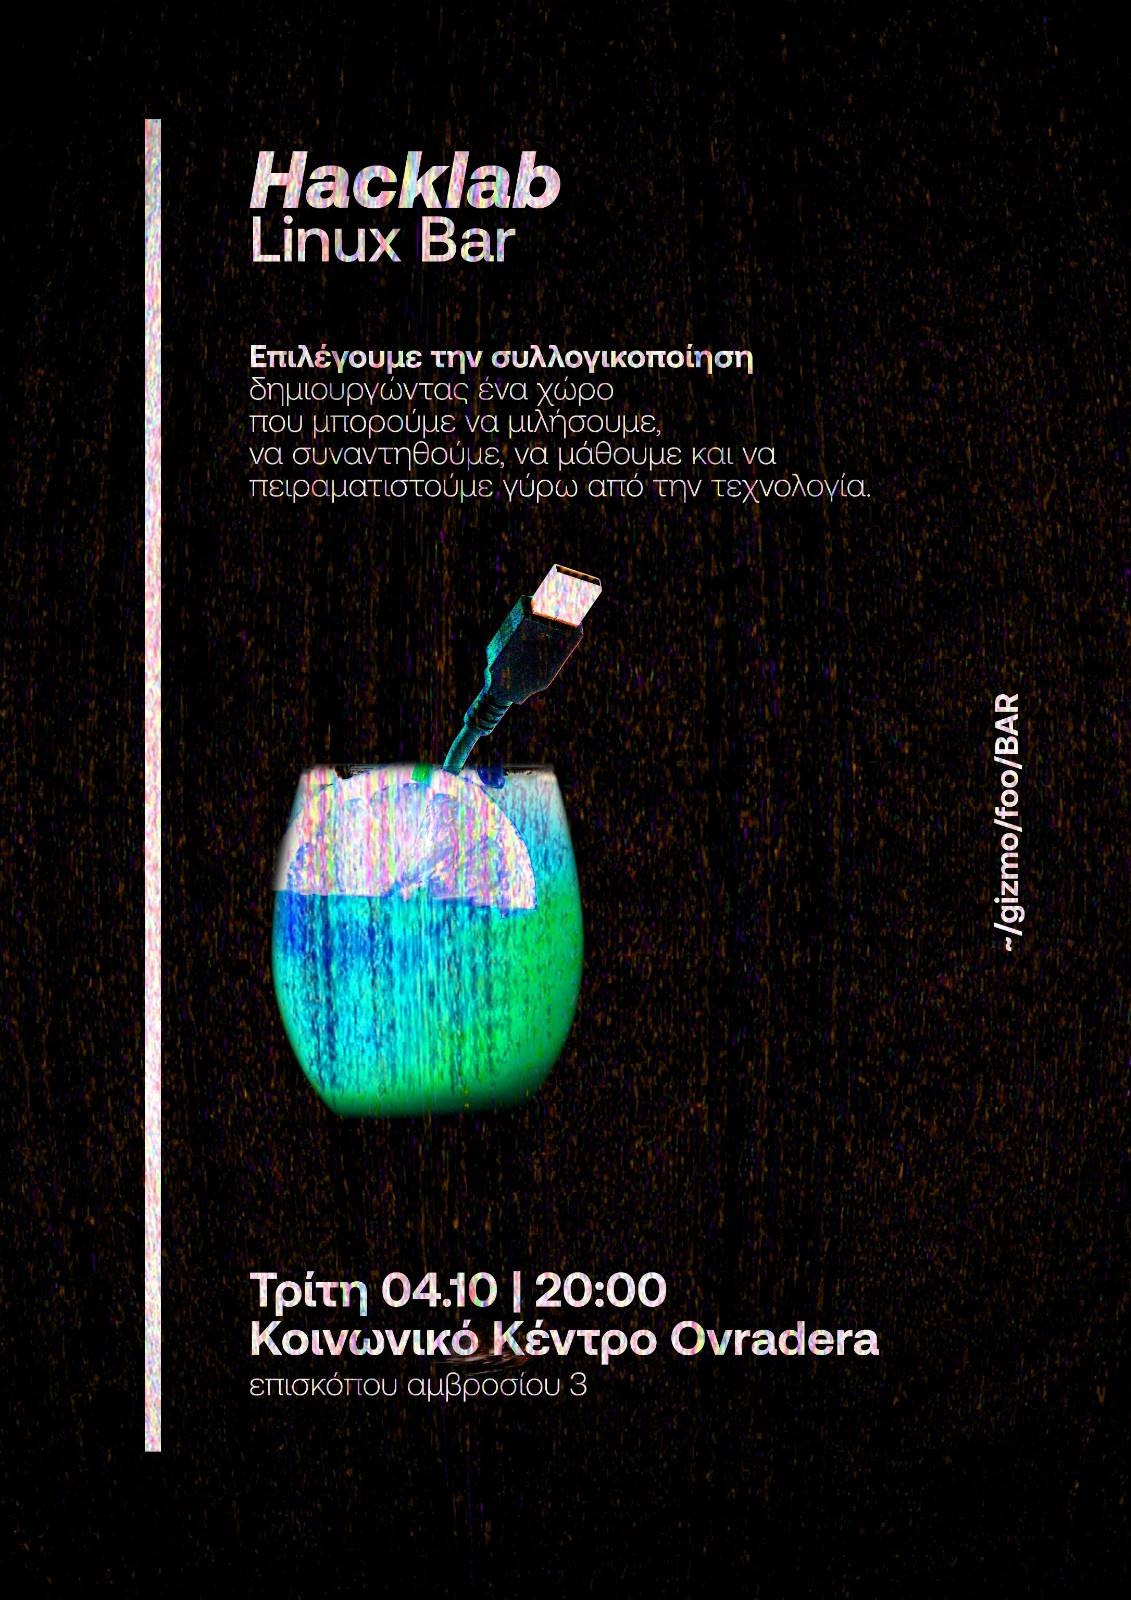 Hacklab
Linux Bar
Επιλέγουμε την συλλογικοποίηση
δημιουργώντας ένα χώρο
που μπορούμε να μιλήσουμε,
να συναντηθούμε, να μάθουμε και να
πειραματιστούμε γύρω από την τεχνολογία.
~/gizmo/foo/BAR
Τρίτη 04.10 | 20:00
Κοινωνικό Κέντρο Ovradera
επισκόπου αμβροσίου 3